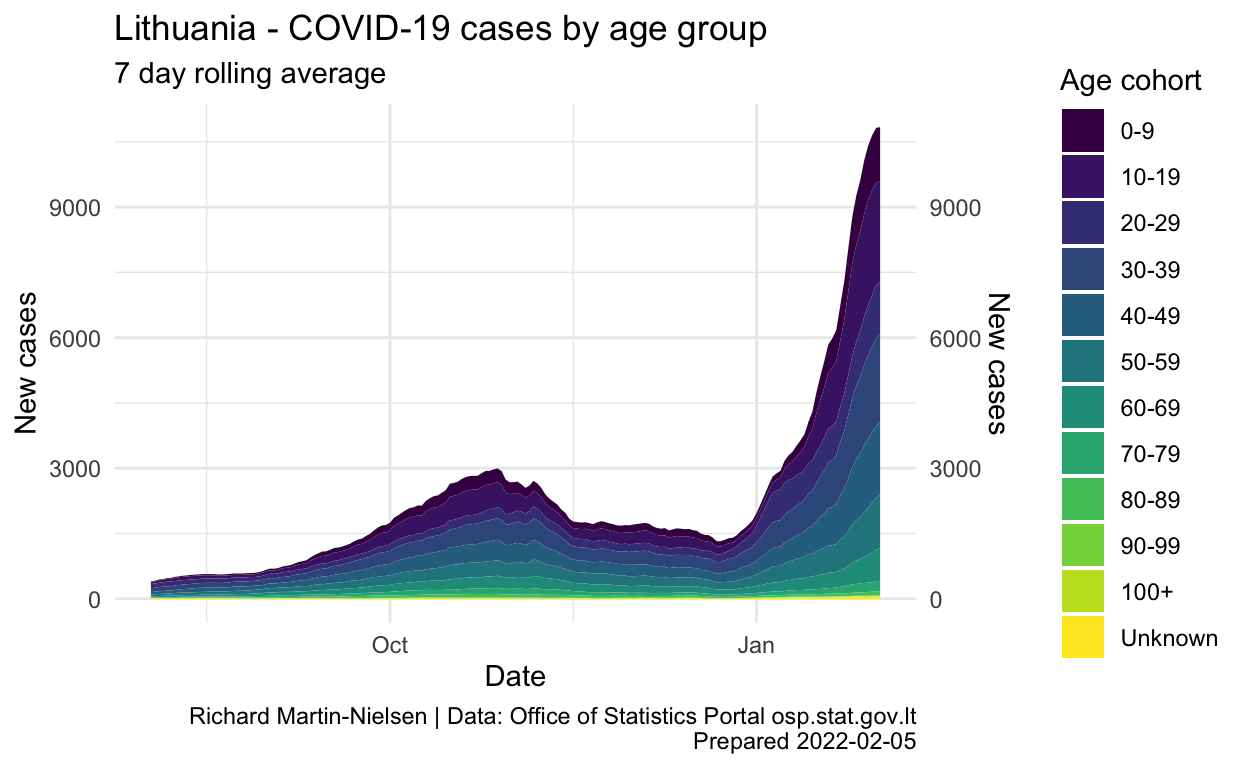 Lithuania - COVID-19 cases by age group
7 day rolling average
New cases
9000
6000
3000
0
Oct
Jan
Date
9000
6000
3000
0
New cases
Age cohort
0-9
10-19
20-29
30-39
40-49
50-59
60-69
70-79
80-89
90-99
100+
Unknown
Richard Martin-Nielsen | Data: Office of Statistics Portal osp.stat.gov.lt
Prepared 2022-02-05